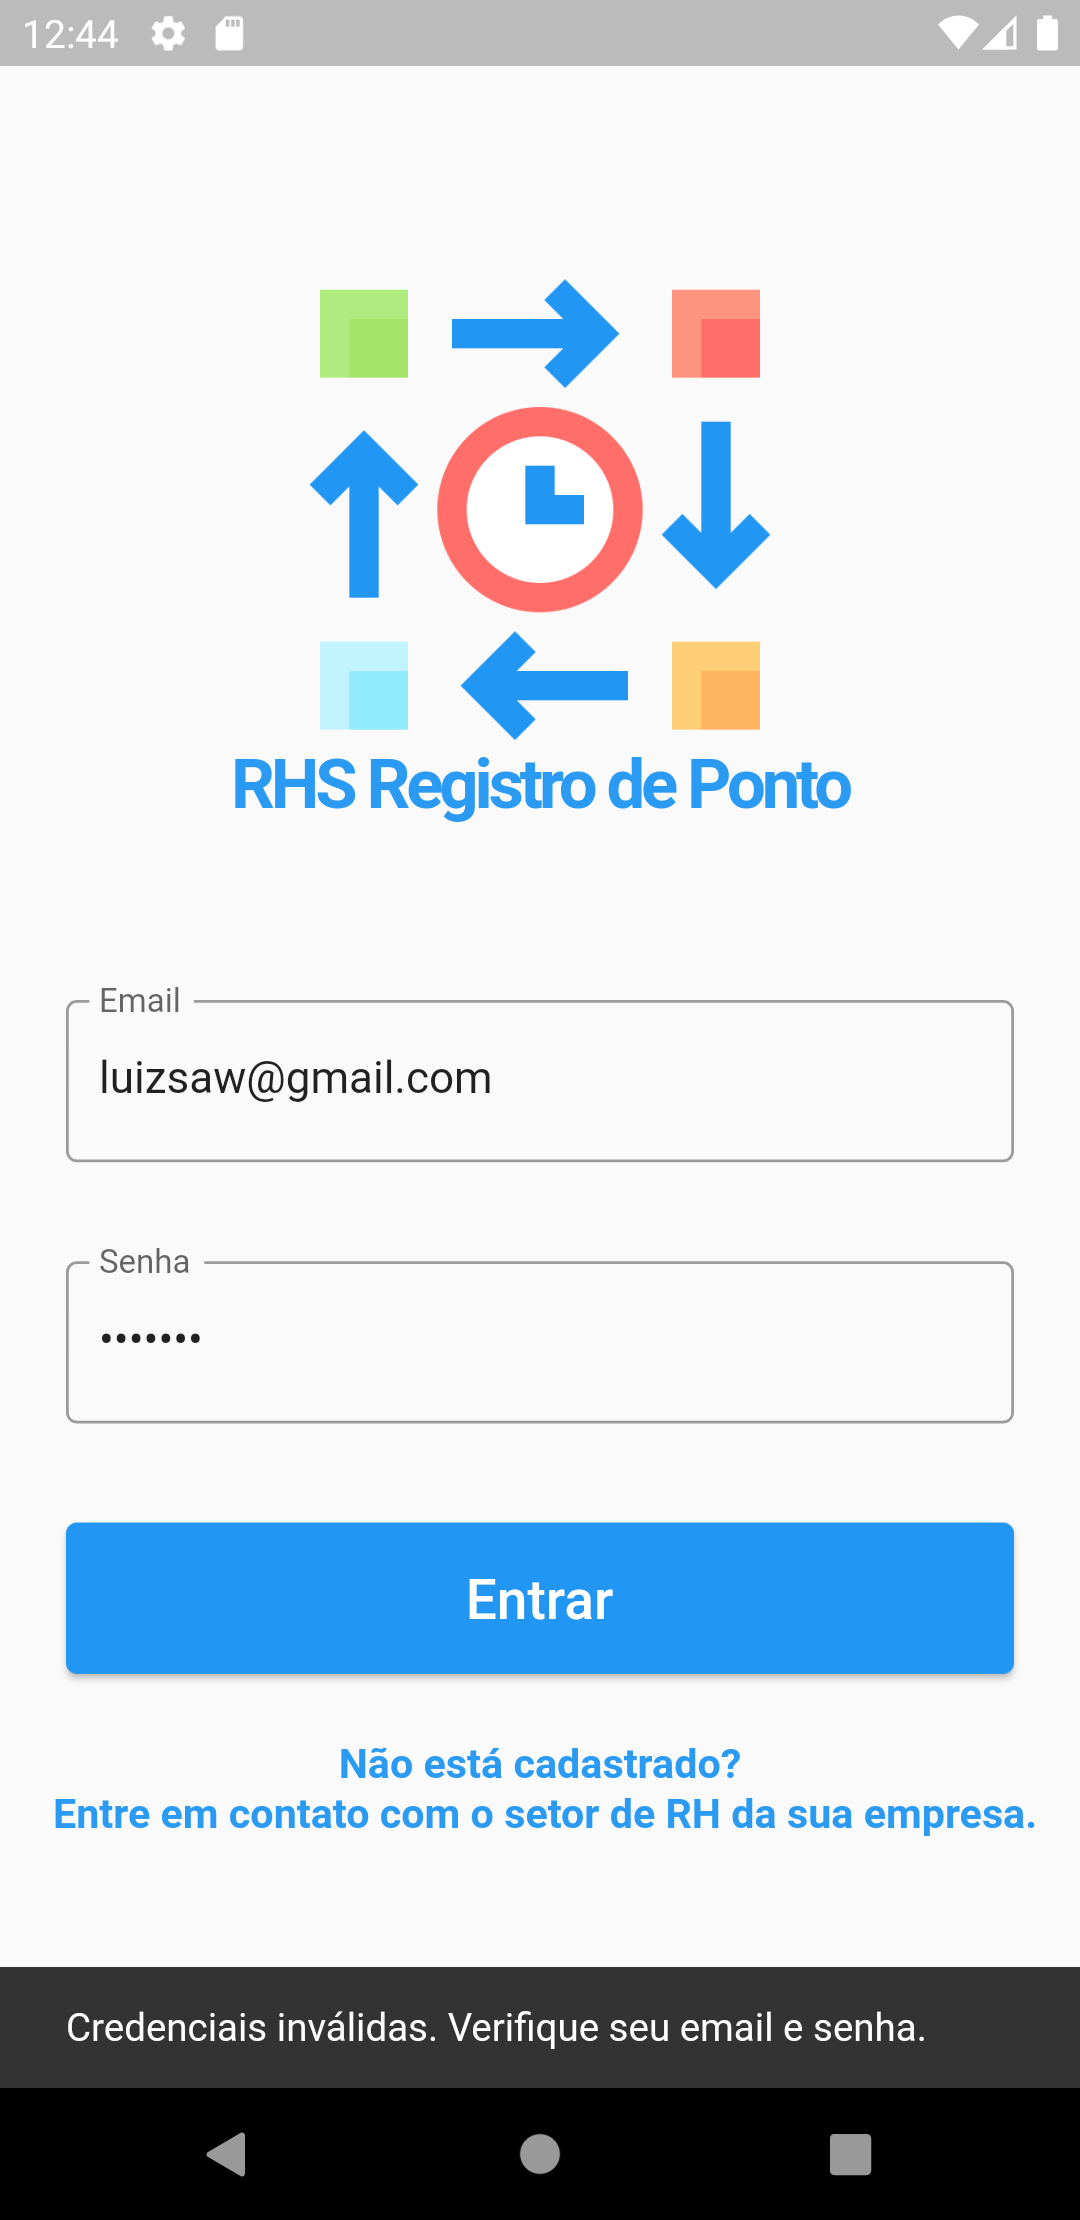 12:44
RHS Registro de Ponto
Email
luizsaw@gmail.com
Senha
•••••••
Entrar
Não está cadastrado?
Entre em contato com o setor de RH da sua empresa.
Credenciais inválidas. Verifique seu email e senha.